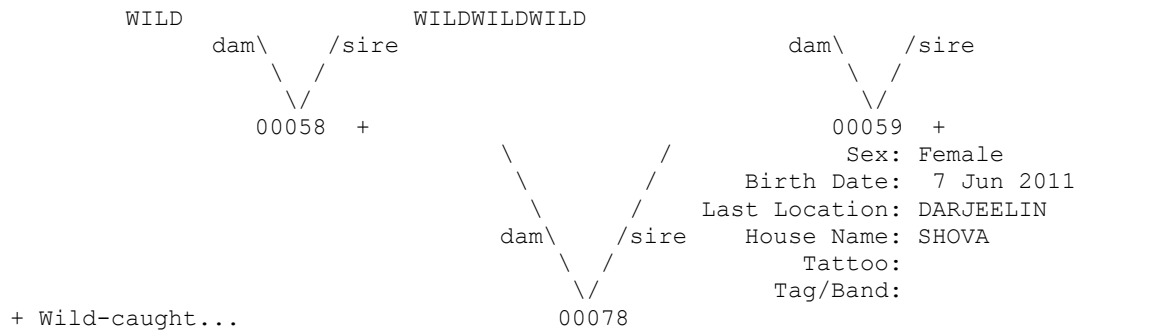 WILD WILDWILDWILD
dam\ /sire dam\ /sire
\ / \ /
\/ \/
00058 + 00059 +
\ / Sex: Female
\ / Birth Date: 7 Jun 2011
\ / Last Location: DARJEELIN
dam\ /sire House Name: SHOVA
\ / Tattoo:
\/ Tag/Band:
+ Wild-caught... 00078